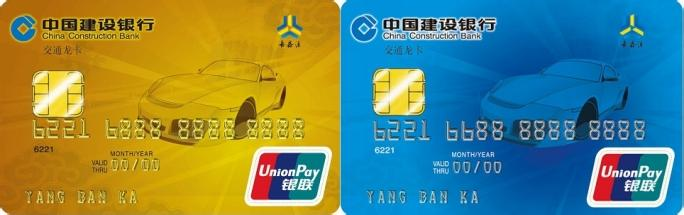 中国建设银行
China Construction Bank
交通龙卡
6221 6888 8888 8888
6221
MONTH/YEAR
VALID
THRU 00/00
UnionPay
银联
YANG BAN KA
中国建设银行
China Construction Bank
交通龙卡
6221 6688 8888 8888
6221
MONTH/YEAR
VALID
THRU 00/00
UnionPay
银联
YANG BAN KA